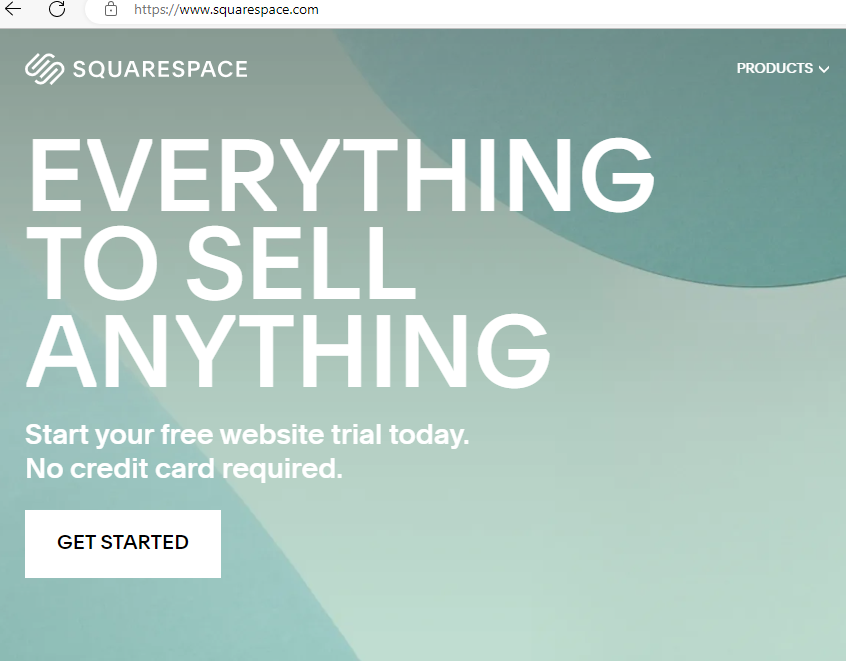 https://www.squarespace.com
SQUARESPACE
PRODUCTS
EVERYTHING
TO SELL
ANYTHING
Start your free website trial today.
No credit card required.
GET STARTED